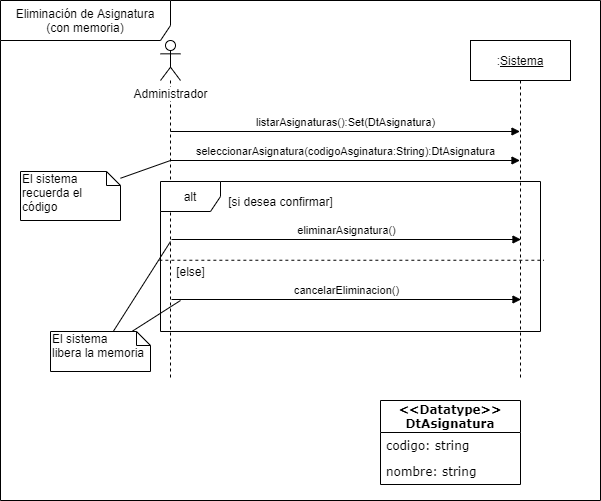 Eliminación de Asignatura
(con memoria)
:Sistema
Administrador
listarAsignaturas():Set(DtAsignatura)
seleccionarAsignatura(codigoAsginatura:String):DtAsignatura
El sistema
recuerda el
código
alt
[si desea confirmar]
eliminarAsignatura()
[else]
cancelarEliminacion()
El sistema
libera la memoria
<<Datatype>>
DtAsignatura
codigo: string
nombre: string